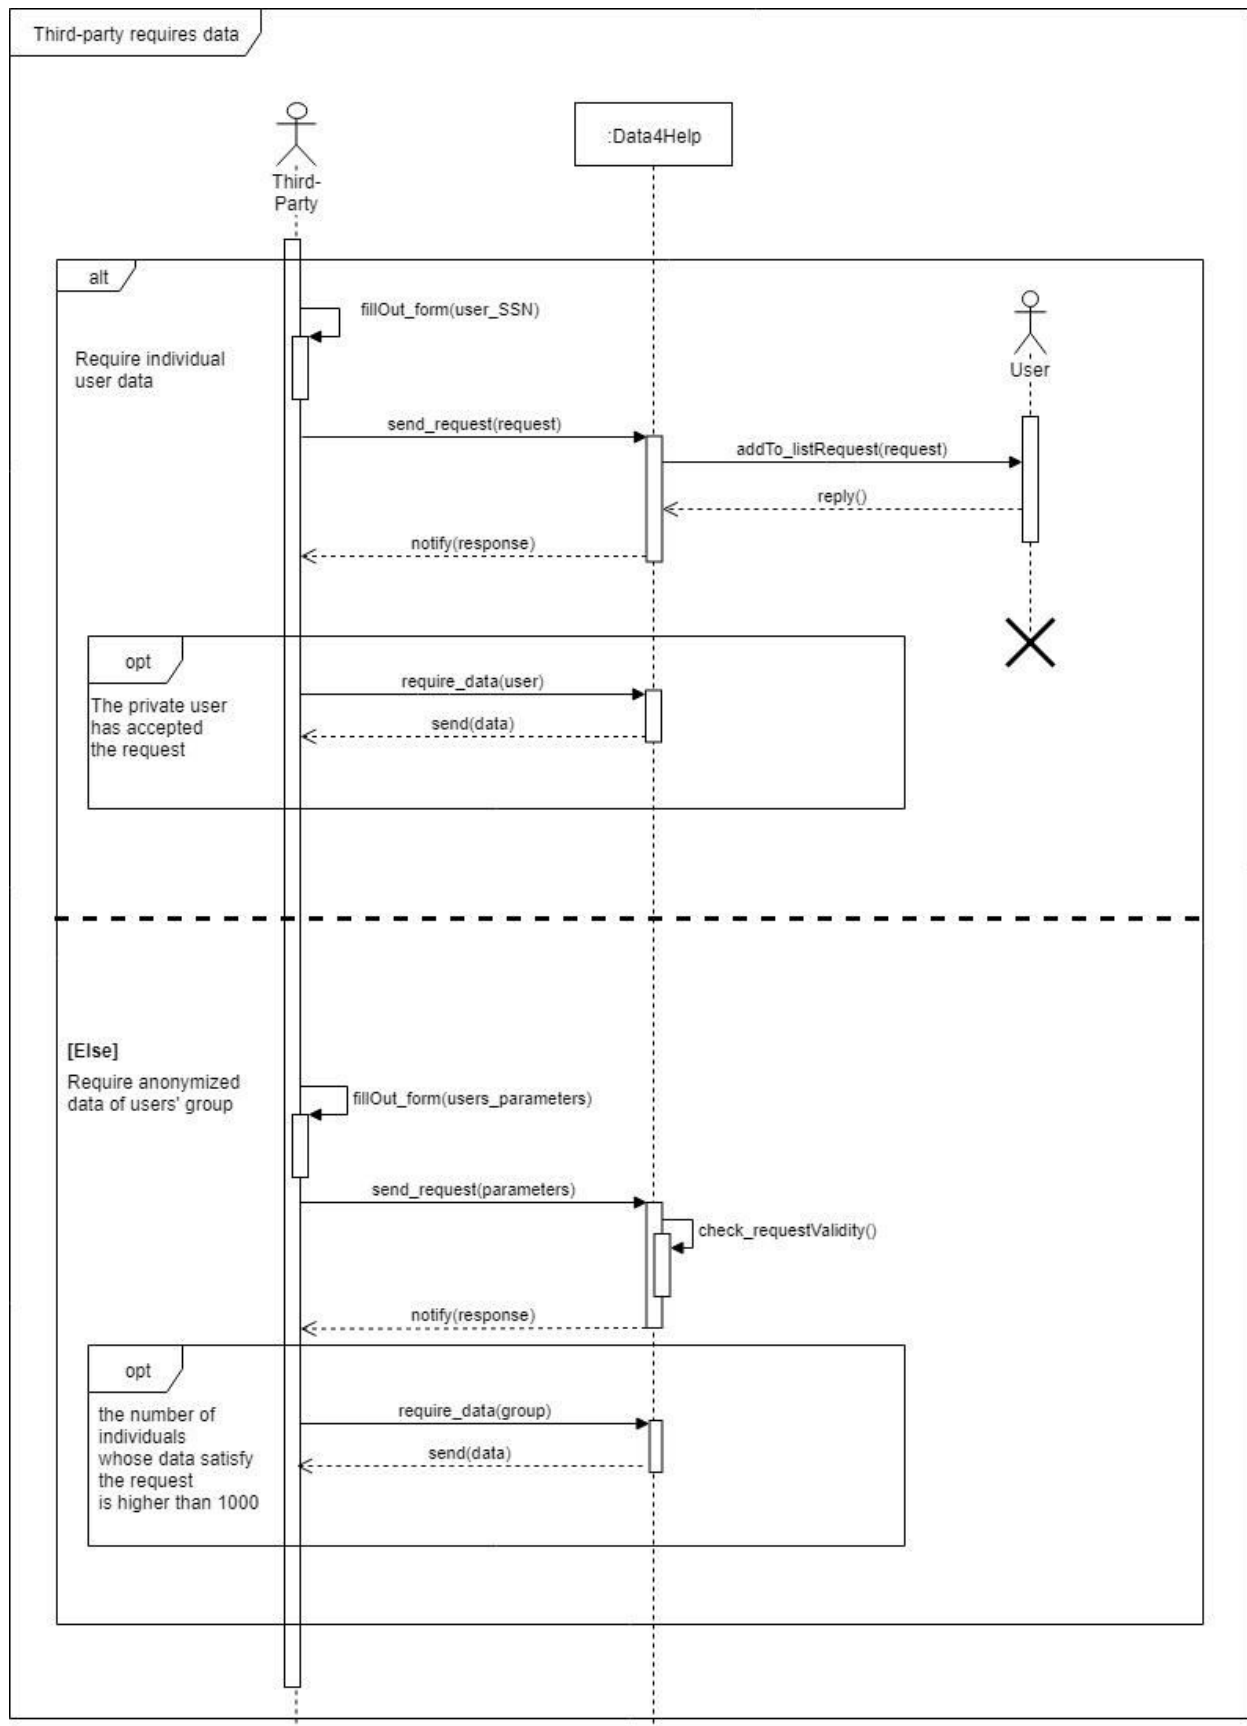 Third-party requires data
:Data4Help
Third-
Party
alt
fillOut_form(user_SSN)
Require individual
user data
User
send_request(request)
addTo_listRequest(request)
reply()
notify(response)
opt
require_data(user)
The private user
has accepted
the request
send(data)
[Else]
Require anonymized
data of users' group
fillOut_form(users_parameters)
send_request(parameters)
check_requestValidity()
notify(response)
opt
require_data(group)
the number of
individuals
whose data satisfy
the request
is higher than 1000
send(data)